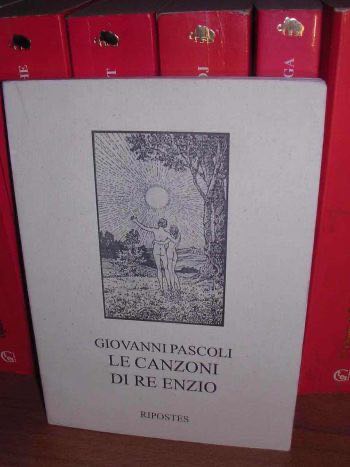 GIOVANNI PASCOLI
LE CANZONI
DI RE ENZIO
RIPOSTES